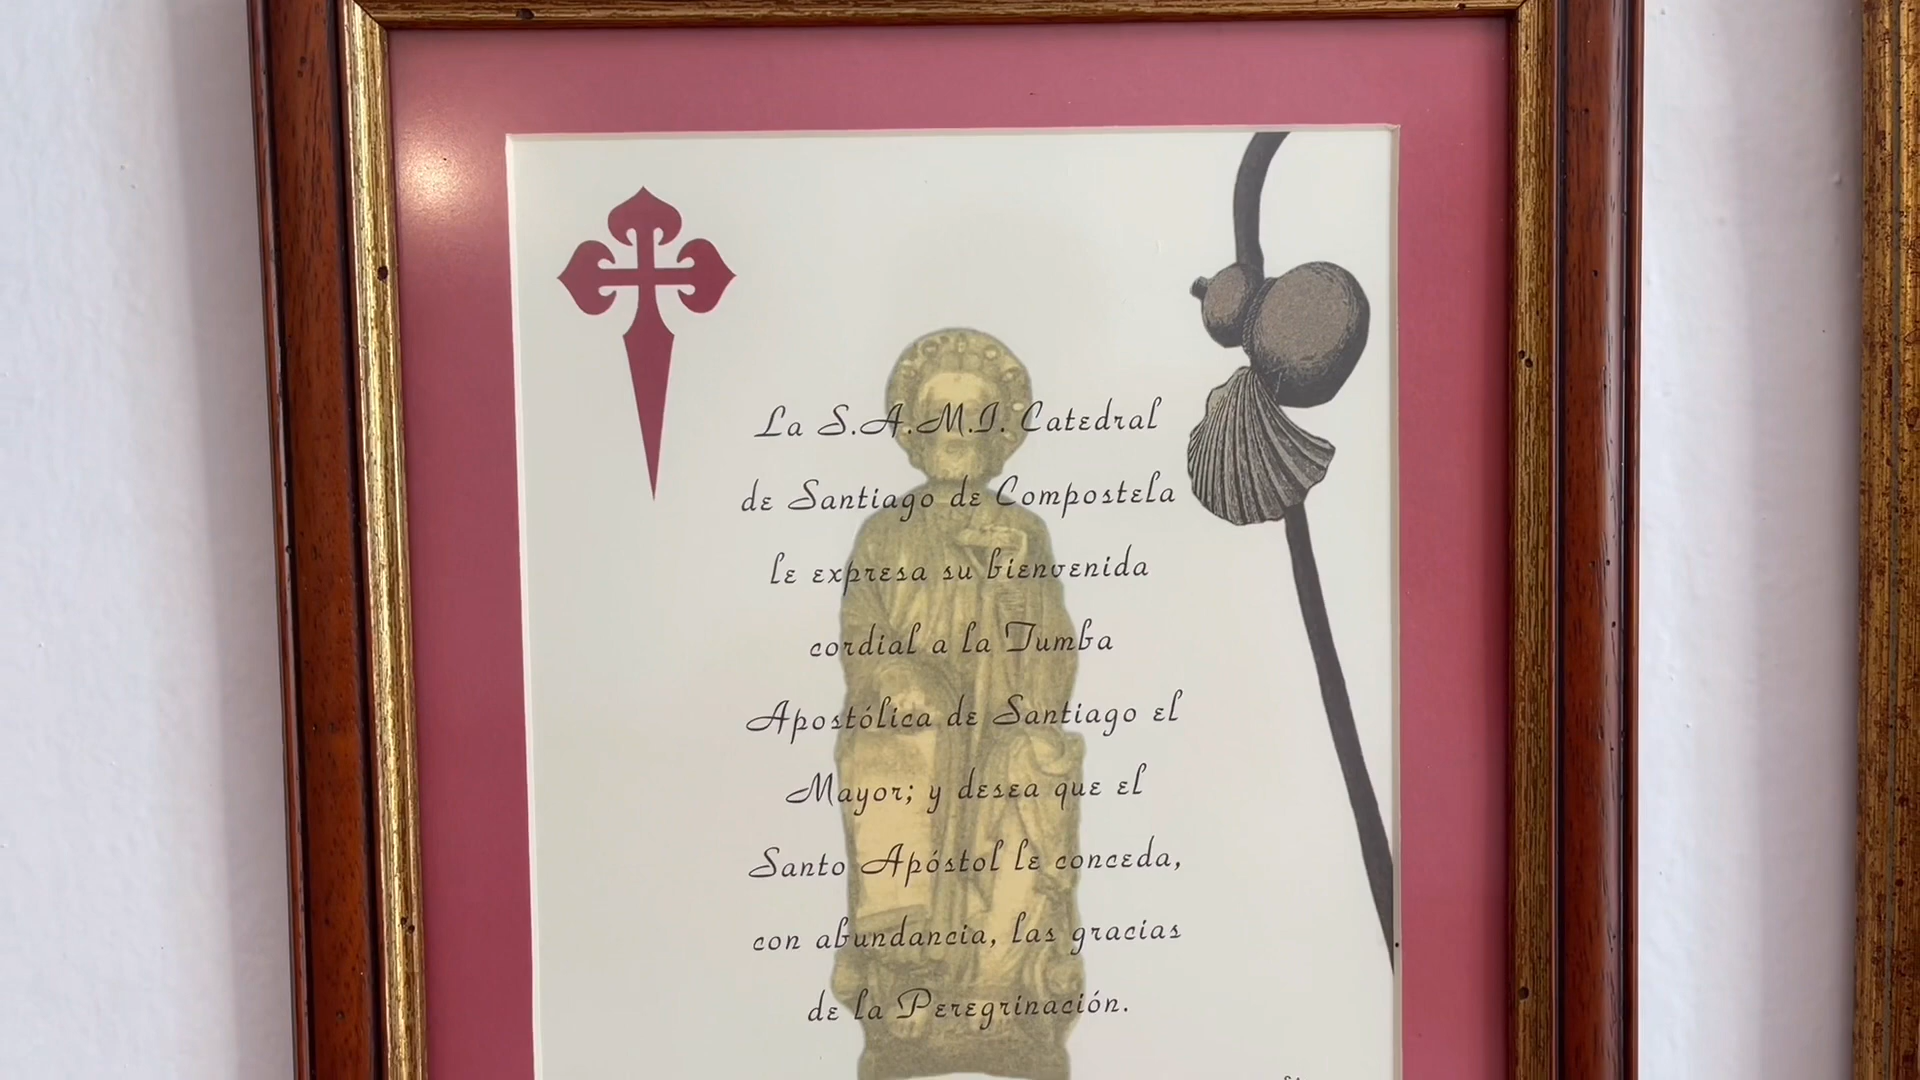 La S.A.M.I. Catedral
de Santiago de Compostela
le expresa su bienvenida
cordial a la Tumba
Apostólica de Santiago el
Mayor; y desea que el
Santo Apóstol le conceda,
con abundancia, las gracias
de la Peregrinación.